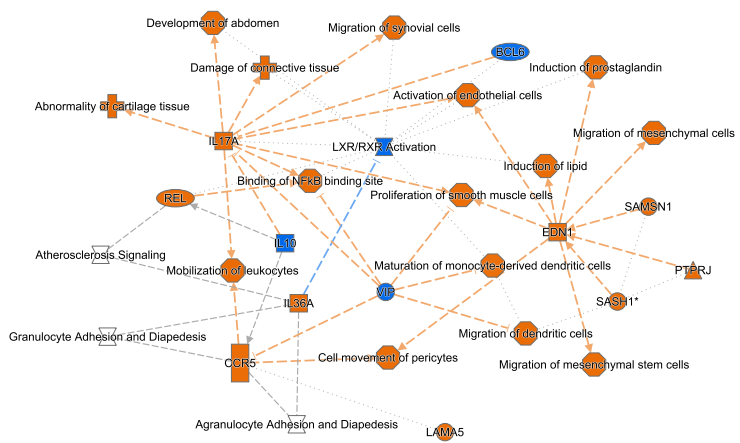 Development of abdomen
Migration of synovial cells
BCL6
Damage of connective tissue
Induction of prostaglandin
Activation of endothelial cells
Abnormality of cartilage tissue
Migration of mesenchymal cells
IL17A
LXR/RXR Activation
Induction of lipid
Binding of NFkB binding site
Proliferation of smooth muscle cells
REL
SAMSN1
EDN1
IL10
Atherosclerosis Signaling
Maturation of monocyte-derived dendritic cells
Mobilization of leukocytes
PTPRJ
VIP
IL36A
SASH1*
Migration of dendritic cells
Granulocyte Adhesion and Diapedesis
Cell movement of pericytes
CCR5
Migration of mesenchymal stem cells
Agranulocyte Adhesion and Diapedesis
LAMA5